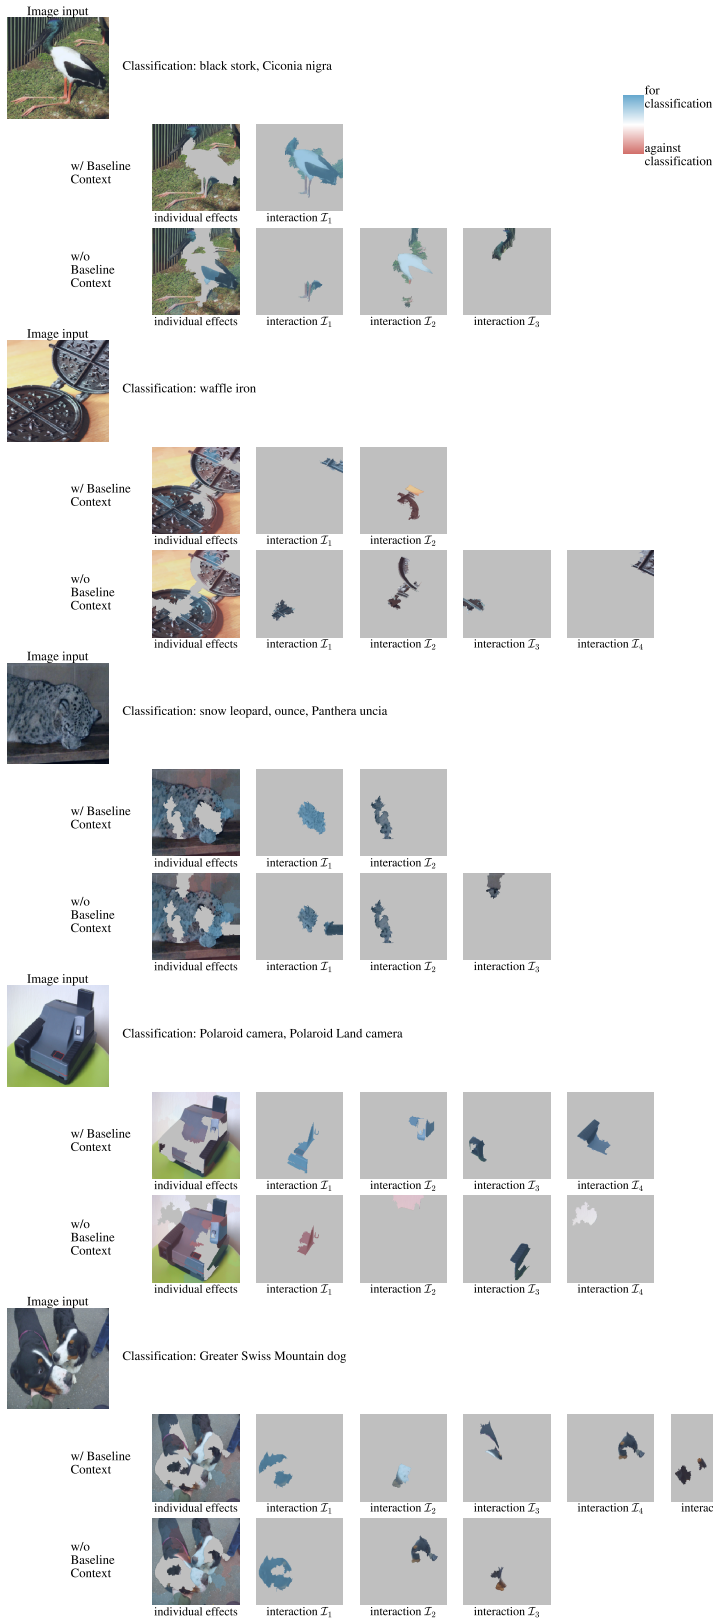 Image input
Classification: black stork, Ciconia nigra
for
classification
against
classification
w/ Baseline
Context
individual effects
interaction I₁
w/o
Baseline
Context
individual effects
interaction I₁
interaction I₂
interaction I₃
Image input
Classification: waffle iron
w/ Baseline
Context
individual effects
interaction I₁
interaction I₂
w/o
Baseline
Context
individual effects
interaction I₁
interaction I₂
interaction I₃
interaction I₄
Image input
Classification: snow leopard, ounce, Panthera uncia
w/ Baseline
Context
individual effects
interaction I₁
interaction I₂
w/o
Baseline
Context
individual effects
interaction I₁
interaction I₂
interaction I₃
Image input
Classification: Polaroid camera, Polaroid Land camera
w/ Baseline
Context
individual effects
interaction I₁
interaction I₂
interaction I₃
interaction I₄
w/o
Baseline
Context
individual effects
interaction I₁
interaction I₂
interaction I₃
interaction I₄
Image input
Classification: Greater Swiss Mountain dog
w/ Baseline
Context
individual effects
interaction I₁
interaction I₂
interaction I₃
interaction I₄
interac
w/o
Baseline
Context
individual effects
interaction I₁
interaction I₂
interaction I₃